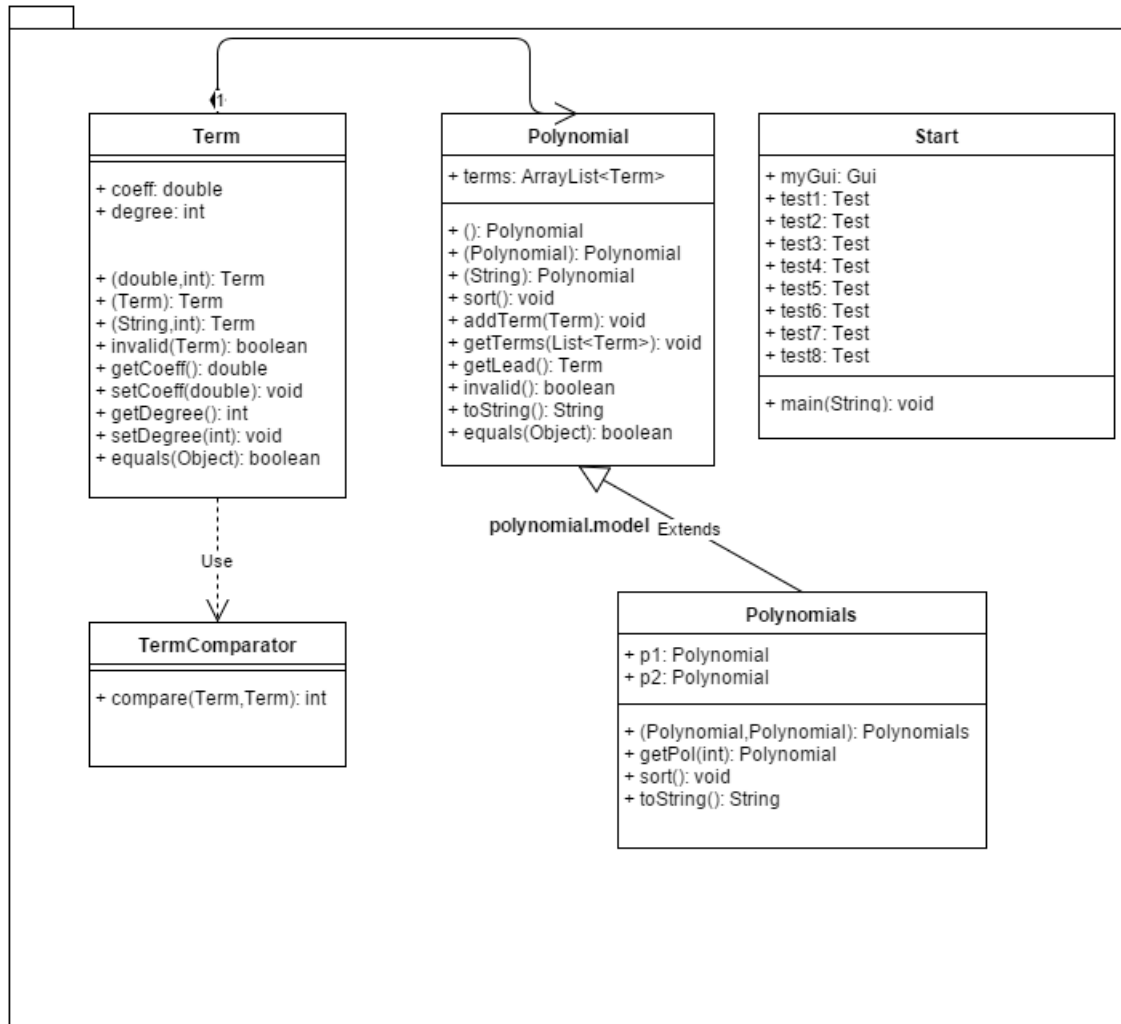 1
Term
+ coeff: double
+ degree: int
+ (double,int): Term
+ (Term): Term
+ (String,int): Term
+ invalid(Term): boolean
+ getCoeff(): double
+ setCoeff(double): void
+ getDegree(): int
+ setDegree(int): void
+ equals(Object): boolean
Polynomial
+ terms: ArrayList<Term>
+ (): Polynomial
+ (Polynomial): Polynomial
+ (String): Polynomial
+ sort(): void
+ addTerm(Term): void
+ getTerms(List<Term>): void
+ getLead(): Term
+ invalid(): boolean
+ toString(): String
+ equals(Object): boolean
Start
+ myGui: Gui
+ test1: Test
+ test2: Test
+ test3: Test
+ test4: Test
+ test5: Test
+ test6: Test
+ test7: Test
+ test8: Test
+ main(String): void
polynomial.model
Extends
Use
TermComparator
+ compare(Term,Term): int
Polynomials
+ p1: Polynomial
+ p2: Polynomial
+ (Polynomial,Polynomial): Polynomials
+ getPol(int): Polynomial
+ sort(): void
+ toString(): String